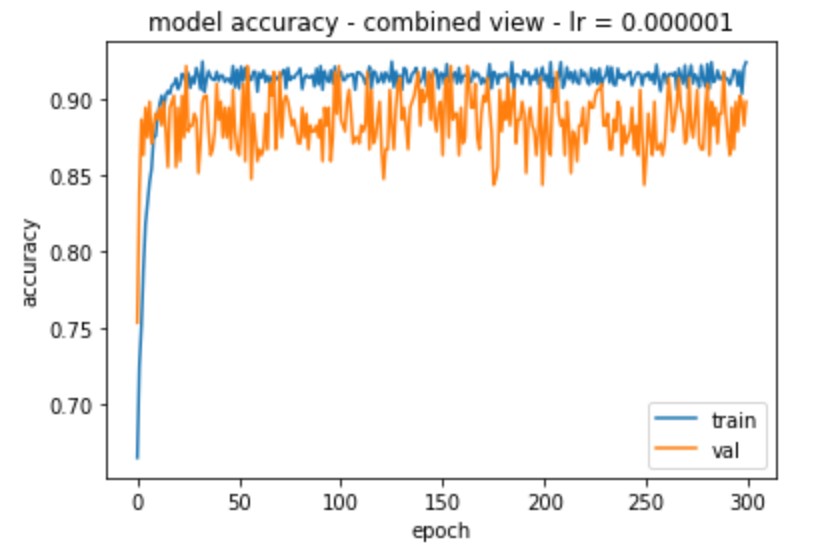 model accuracy - combined view - lr = 0.000001
accuracy
0.90
0.85
0.80
0.75
0.70
train
val
0 50 100 150 200 250 300
epoch